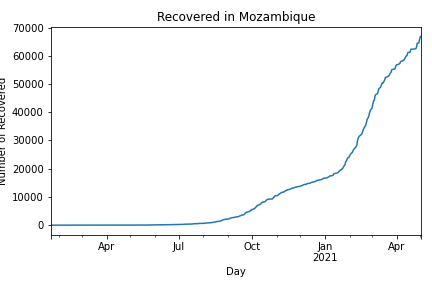 Recovered in Mozambique
70000
60000
50000
40000
30000
20000
10000
0
Number of Recovered
Apr
Jul
Oct
Jan
2021
Apr
Day